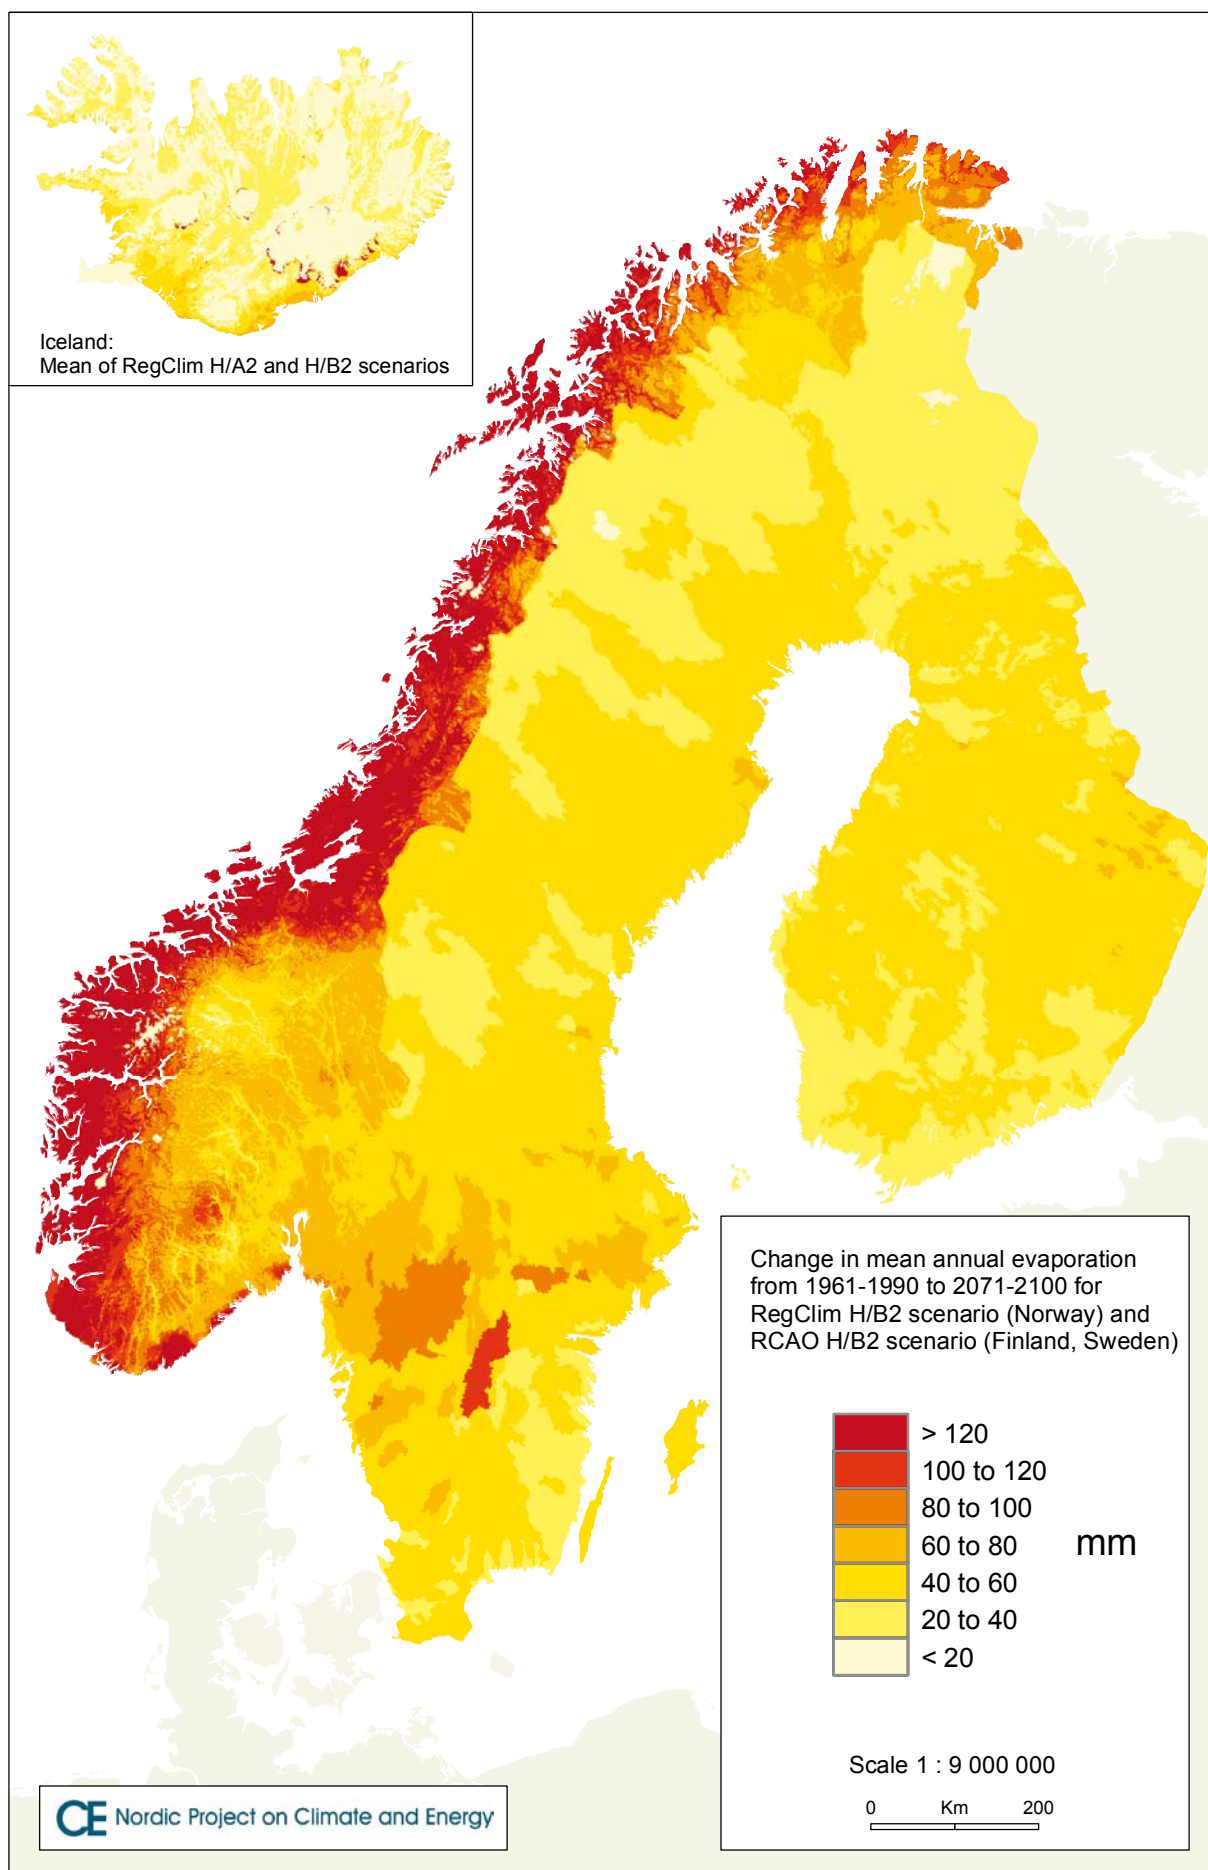 Iceland:
Mean of RegClim H/A2 and H/B2 scenarios
Change in mean annual evaporation
from 1961-1990 to 2071-2100 for
RegClim H/B2 scenario (Norway) and
RCAO H/B2 scenario (Finland, Sweden)
> 120
100 to 120
80 to 100
60 to 80
mm
40 to 60
20 to 40
< 20
Scale 1 : 9 000 000
0 Km 200
CE Nordic Project on Climate and Energy